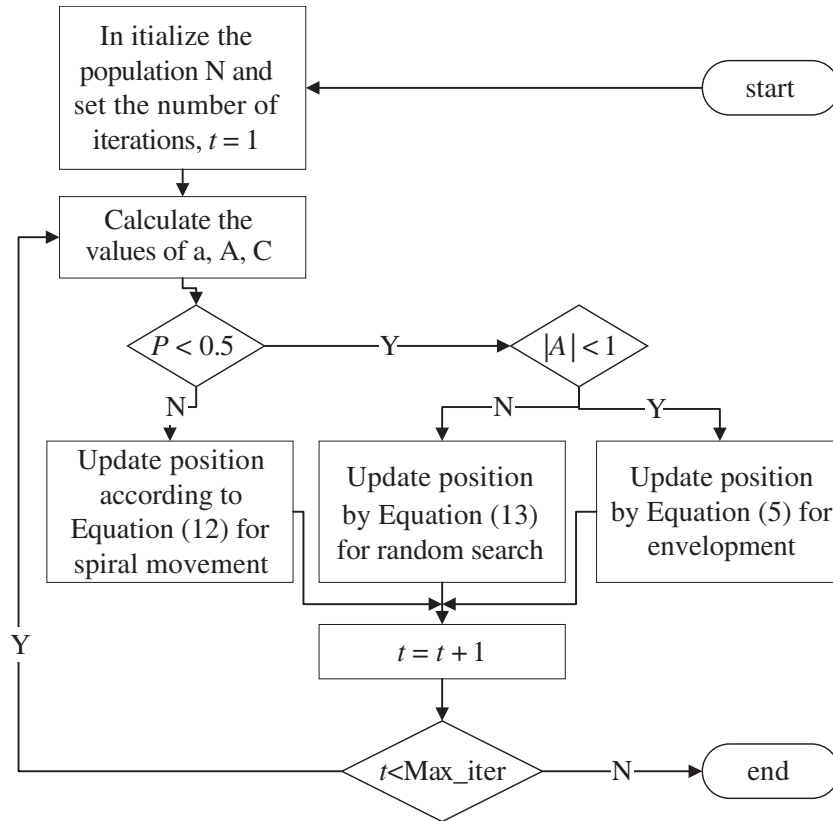 In itialize the
population N and
set the number of
iterations, t = 1
start
Calculate the
values of a, A, C
P < 0.5
Y
|A| < 1
N
N
Y
Update position
according to
Equation (12) for
spiral movement
Update position
by Equation (13)
for random search
Update position
by Equation (5) for
envelopment
Y
t = t + 1
t<Max_iter
N
end